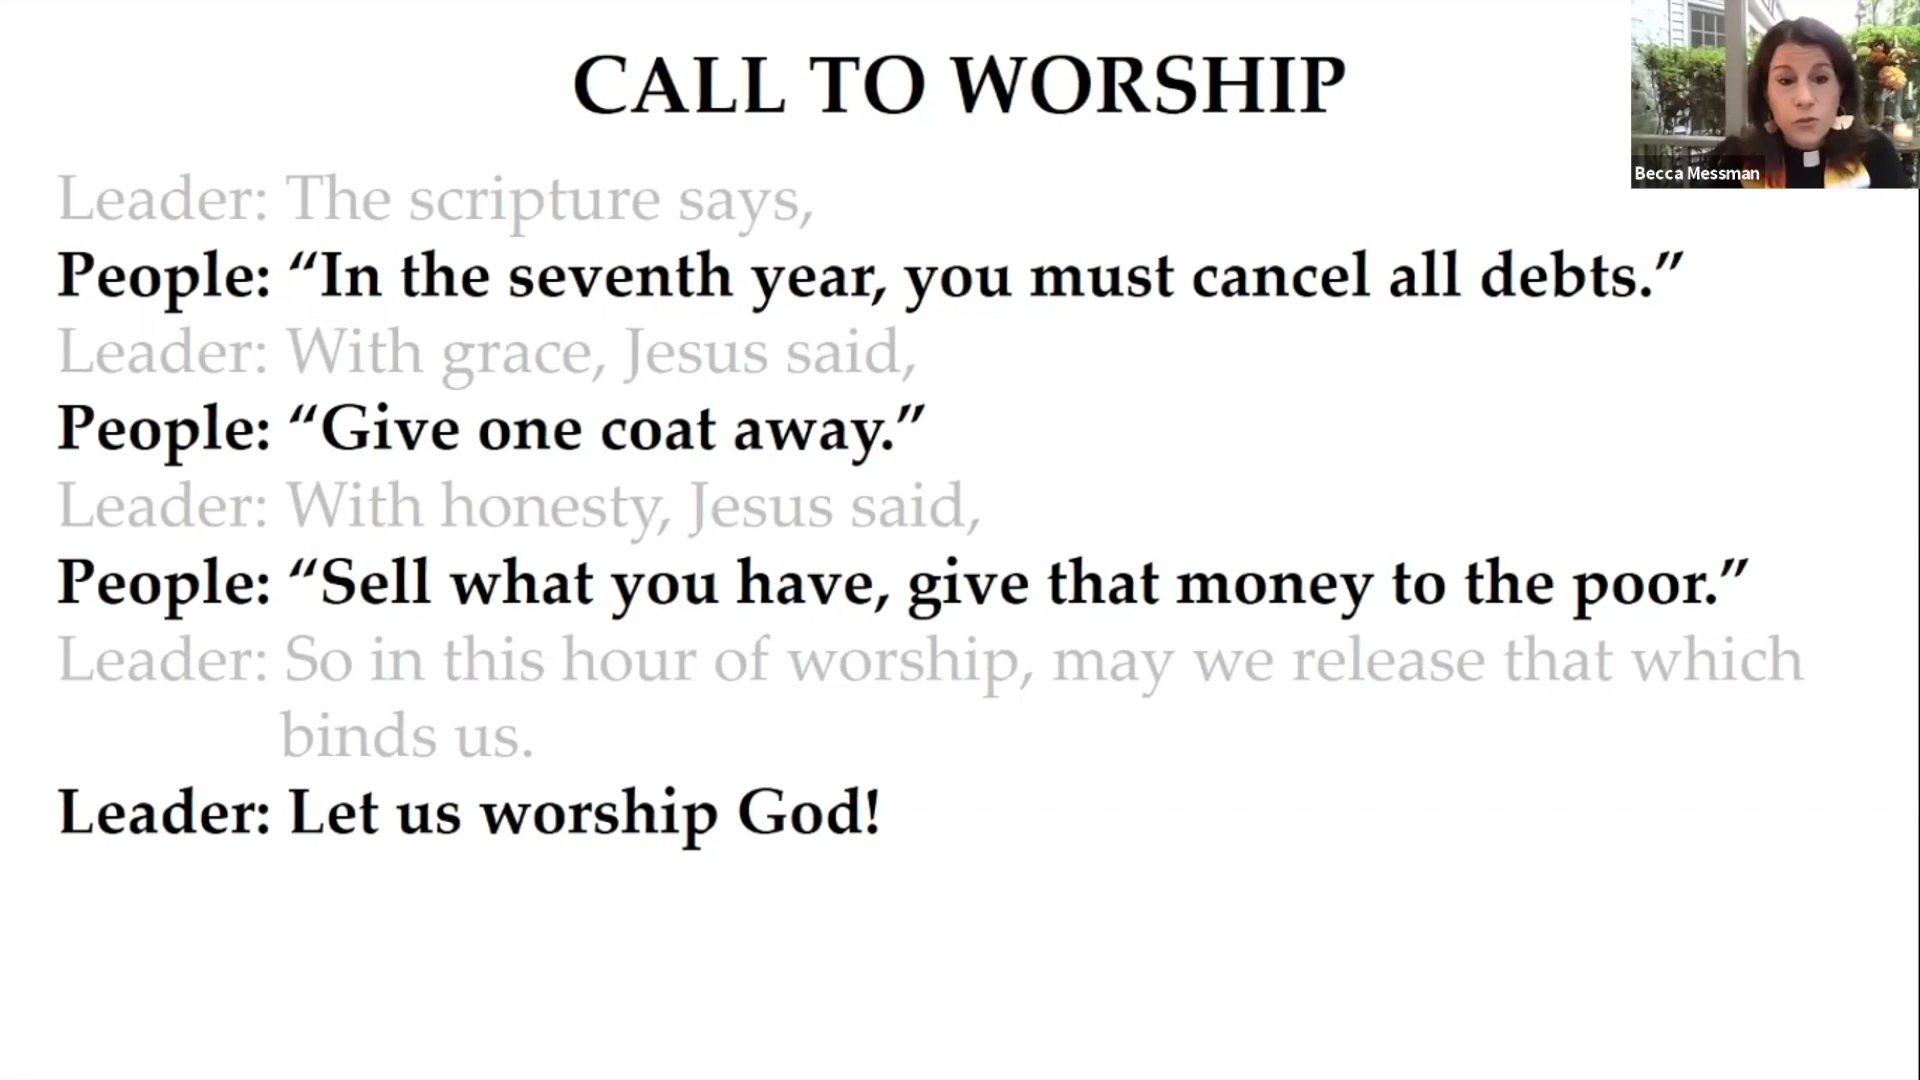 CALL TO WORSHIP
Becca Messman
Leader: The scripture says,
People: “In the seventh year, you must cancel all debts.”
Leader: With grace, Jesus said,
People: “Give one coat away.”
Leader: With honesty, Jesus said,
People: “Sell what you have, give that money to the poor.”
Leader: So in this hour of worship, may we release that which
binds us.
Leader: Let us worship God!